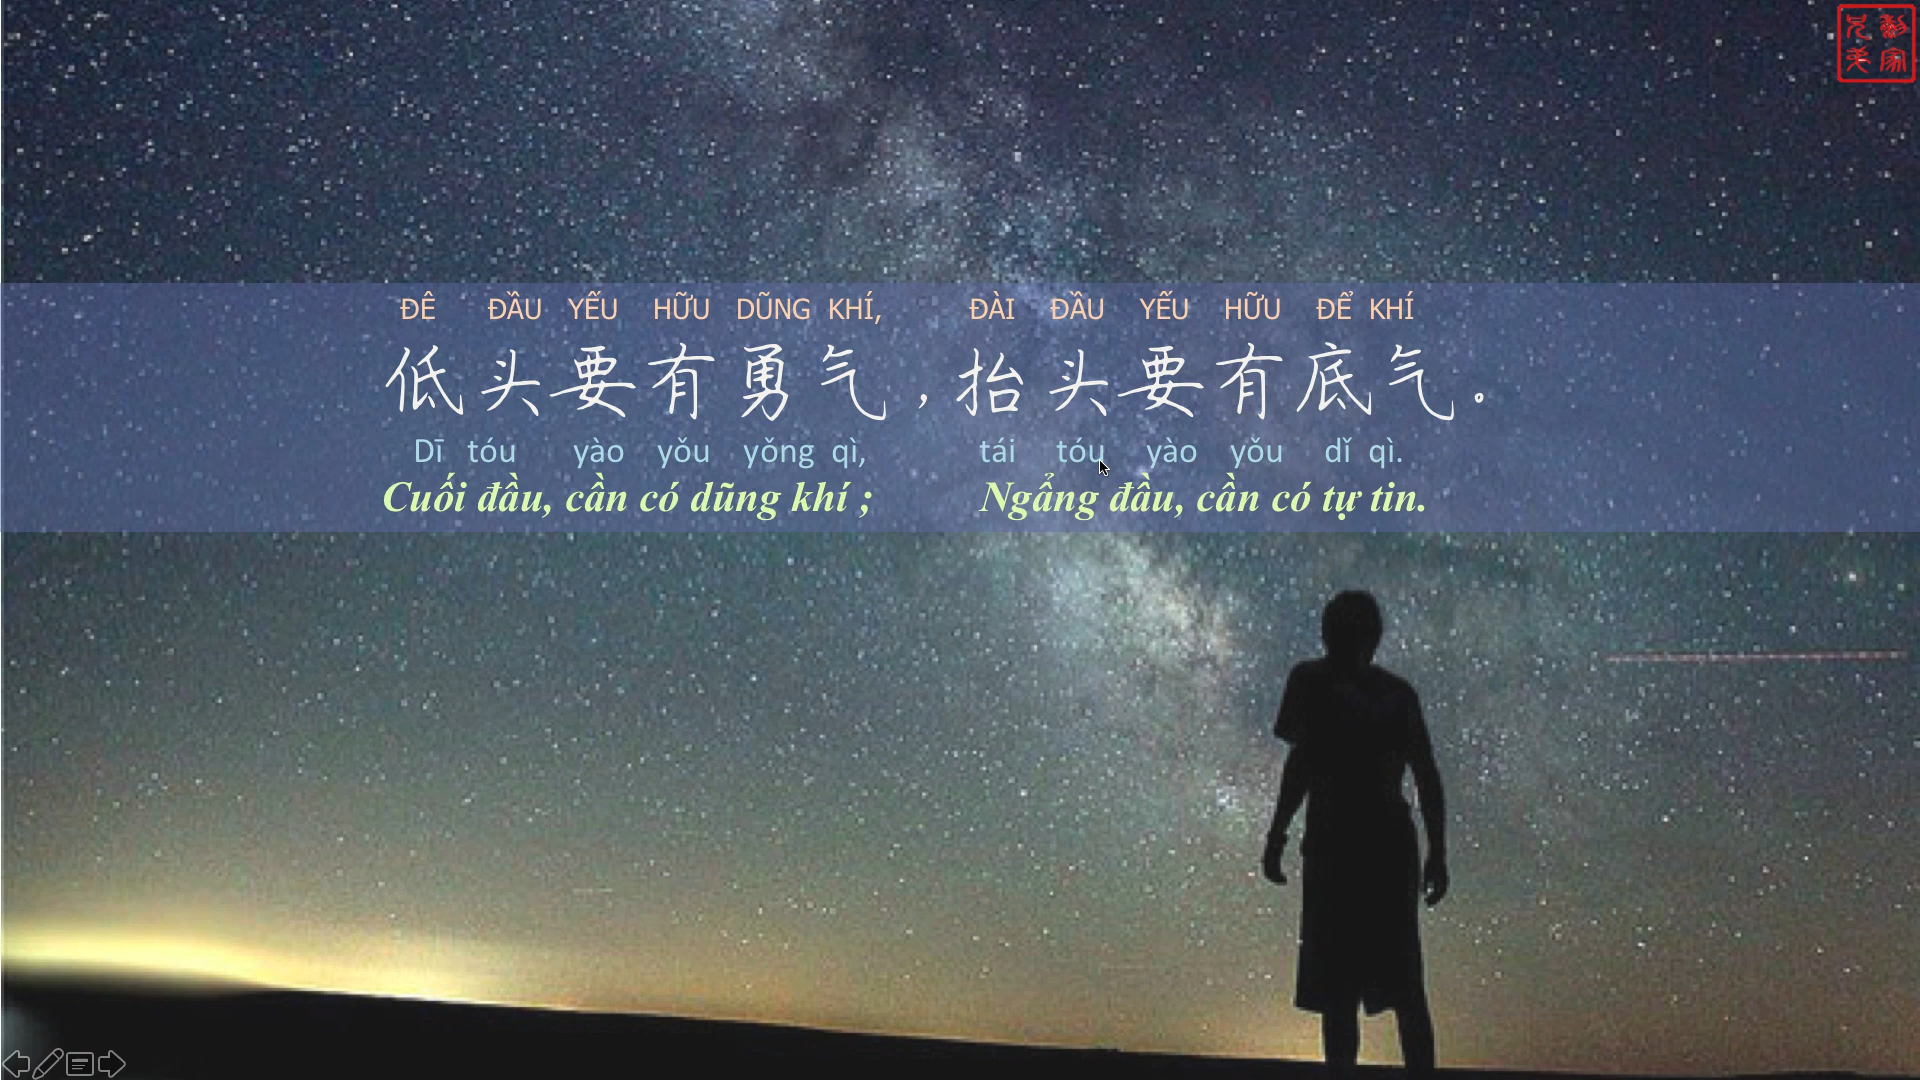 ĐÊ ĐẦU YẾU HỮU DŨNG KHÍ, ĐÀI ĐẦU YẾU HỮU ĐỂ KHÍ
低头要有勇气，抬头要有底气。
Dī tóu yào yǒu yǒng qì, tái tóu yào yǒu dǐ qì.
Cuối đầu, cần có dũng khí ; Ngẩng đầu, cần có tự tin.